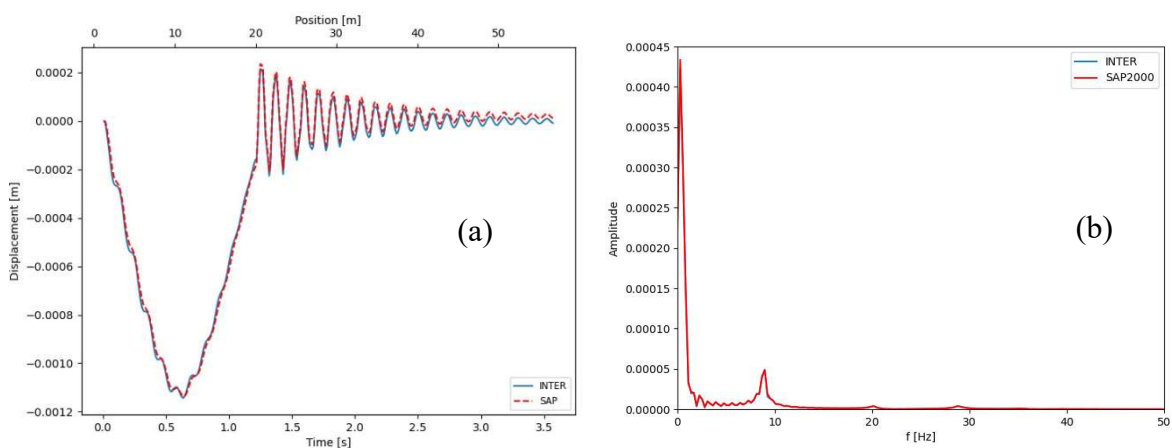 Position [m]
0 10 20 30 40 50
0.0002
0.0000
−0.0002
−0.0004
−0.0006
−0.0008
−0.0010
−0.0012
Displacement [m]
(a)
INTER
SAP
0.0 0.5 1.0 1.5 2.0 2.5 3.0 3.5
Time [s]
0.00045
0.00040
0.00035
0.00030
0.00025
0.00020
0.00015
0.00010
0.00005
0.00000
Amplitude
INTER
SAP2000
(b)
0 10 20 30 40 50
f [Hz]